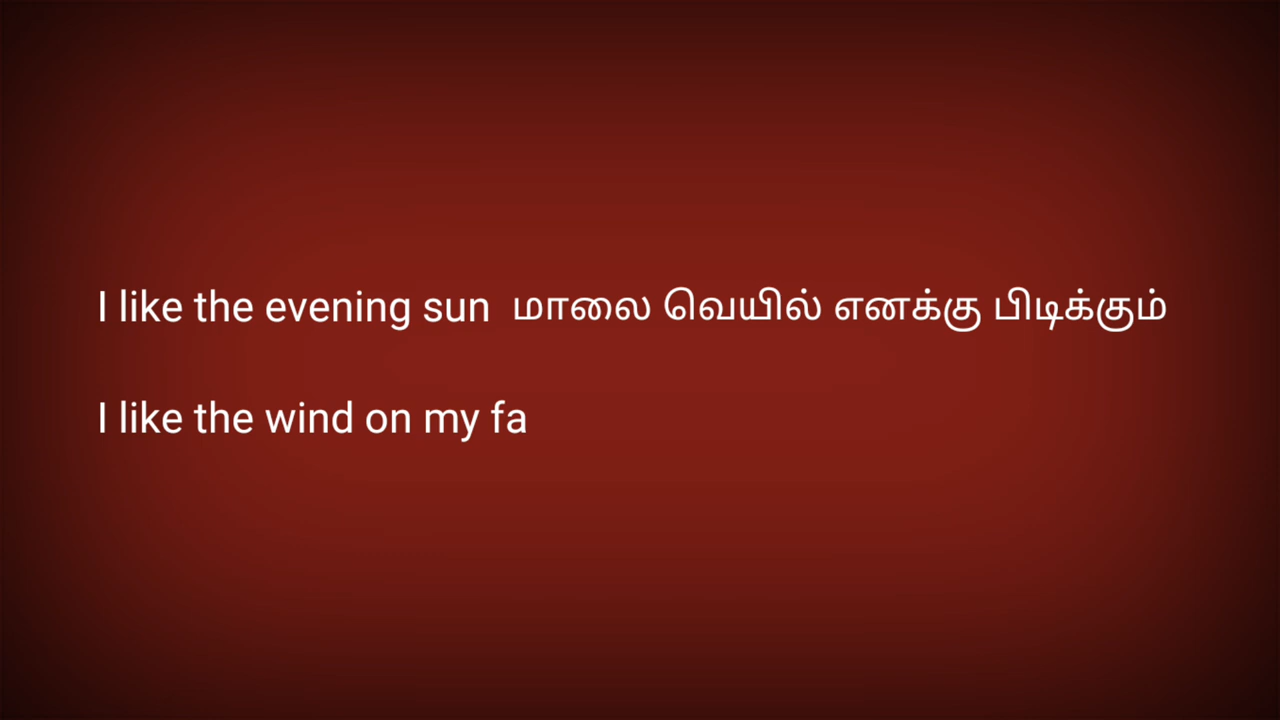 I like the evening sun மாலை வெயில் எனக்கு பிடிக்கும்
I like the wind on my fa